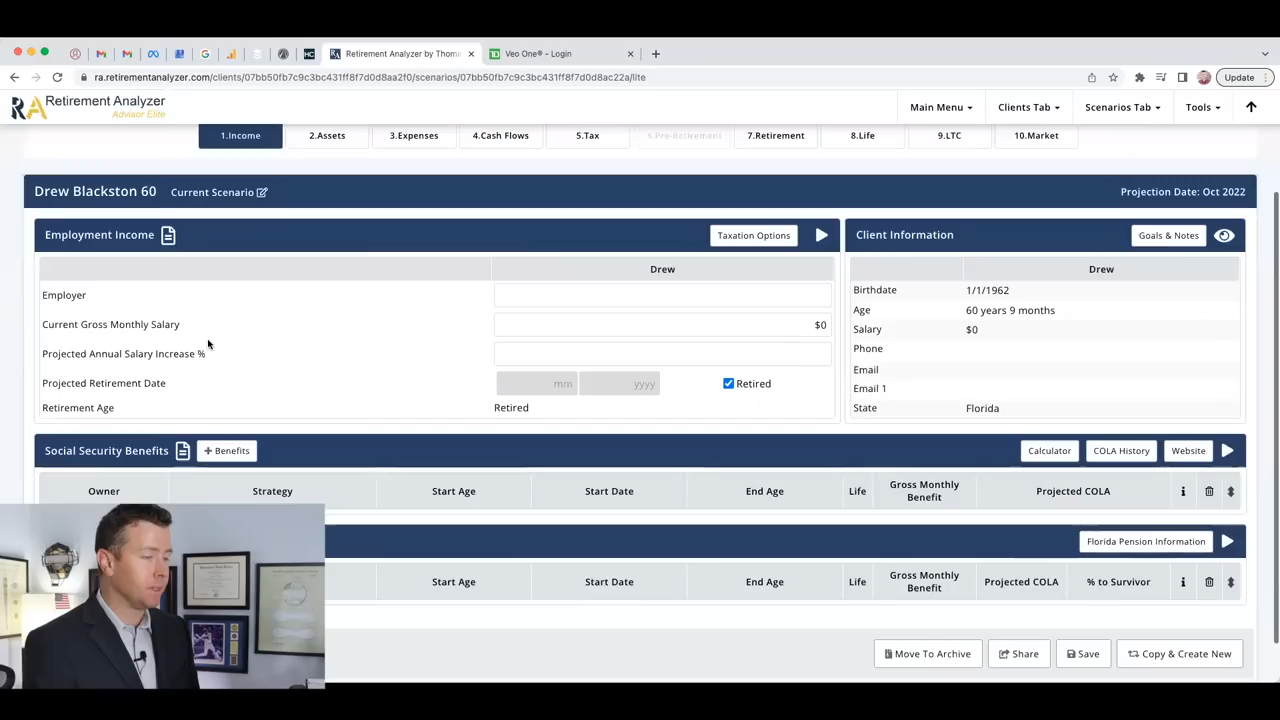 Retirement Analyzer by Thoma
Veo One® - Login
ra.retirementanalyzer.com/clients/07bb50fb7c9c3bc431ff8f7d0d8aa2f0/scenarios/07bb50fb7c9c3bc431ff8f7d0d8ac22a/lite
Update
RA Retirement Analyzer
Advisor Elite
Main Menu
Clients Tab
Scenarios Tab
Tools
1.Income
2.Assets
3.Expenses
4.Cash Flows
5.Tax
6.Pre-Retirement
7.Retirement
8.Life
9.LTC
10.Market
Drew Blackston 60 Current Scenario
Projection Date: Oct 2022
Employment Income
Taxation Options
Drew
Employer
Current Gross Monthly Salary $0
Projected Annual Salary Increase %
Projected Retirement Date mm yyyy Retired
Retirement Age Retired
Client Information
Goals & Notes
Drew
Birthdate 1/1/1962
Age 60 years 9 months
Salary $0
Phone
Email
Email 1
State Florida
Social Security Benefits + Benefits
Calculator COLA History Website
Owner Strategy Start Age Start Date End Age Life Gross Monthly Benefit Projected COLA
Florida Pension Information
Start Age Start Date End Age Life Gross Monthly Benefit Projected COLA % to Survivor
Move To Archive Share Save Copy & Create New